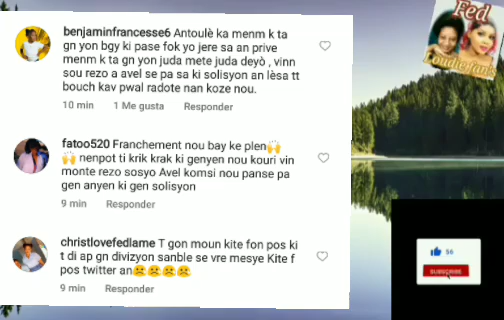 benjaminfrancesse6 Antoulè ka menm k ta
gn yon bgy ki pase fok yo jere sa an prive
menm k ta gn yon juda mete juda deyò , vinn
sou rezo a avel se pa sa ki solisyon an lèsa tt
bouch kav pwal radote nan koze nou.
10 min 1 Me gusta Responder
fatoo520 Franchement nou bay ke plen🙌
🙌 nenpot ti krik krak ki genyen nou kouri vin
monte rezo sosyo Avel komsi nou panse pa
gen anyen ki gen solisyon
9 min Responder
christlovefedlame T gon moun kite fon pos ki
t di ap gn divizyon sanble se vre mesye Kite f
pos twitter an☹️☹️☹️☹️
9 min Responder
Fed
Loudie fans
56
SUBSCRIBE